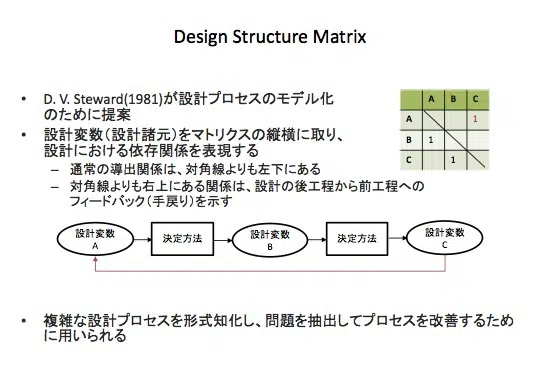 Design Structure Matrix
• D. V. Steward(1981)が設計プロセスのモデル化
のために提案
• 設計変数(設計諸元)をマトリクスの縦横に取り、
設計における依存関係を表現する
– 通常の導出関係は、対角線よりも左下にある
– 対角線よりも右上にある関係は、設計の後工程から前工程への
フィードバック(手戻り)を示す
A B C
A 1
B 1
C 1
設計変数
A
決定方法
設計変数
B
決定方法
設計変数
C
• 複雑な設計プロセスを形式知化し、問題を抽出してプロセスを改善するため
に用いられる